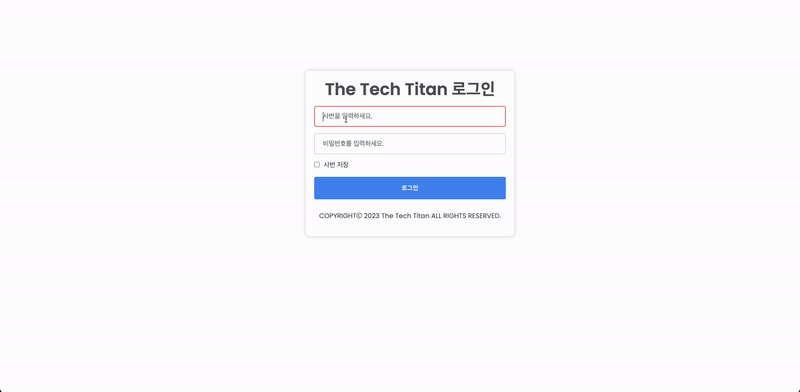 The Tech Titan 로그인
사번을 입력하세요.
비밀번호를 입력하세요.
사번 저장
로그인
COPYRIGHT© 2023 The Tech Titan ALL RIGHTS RESERVED.